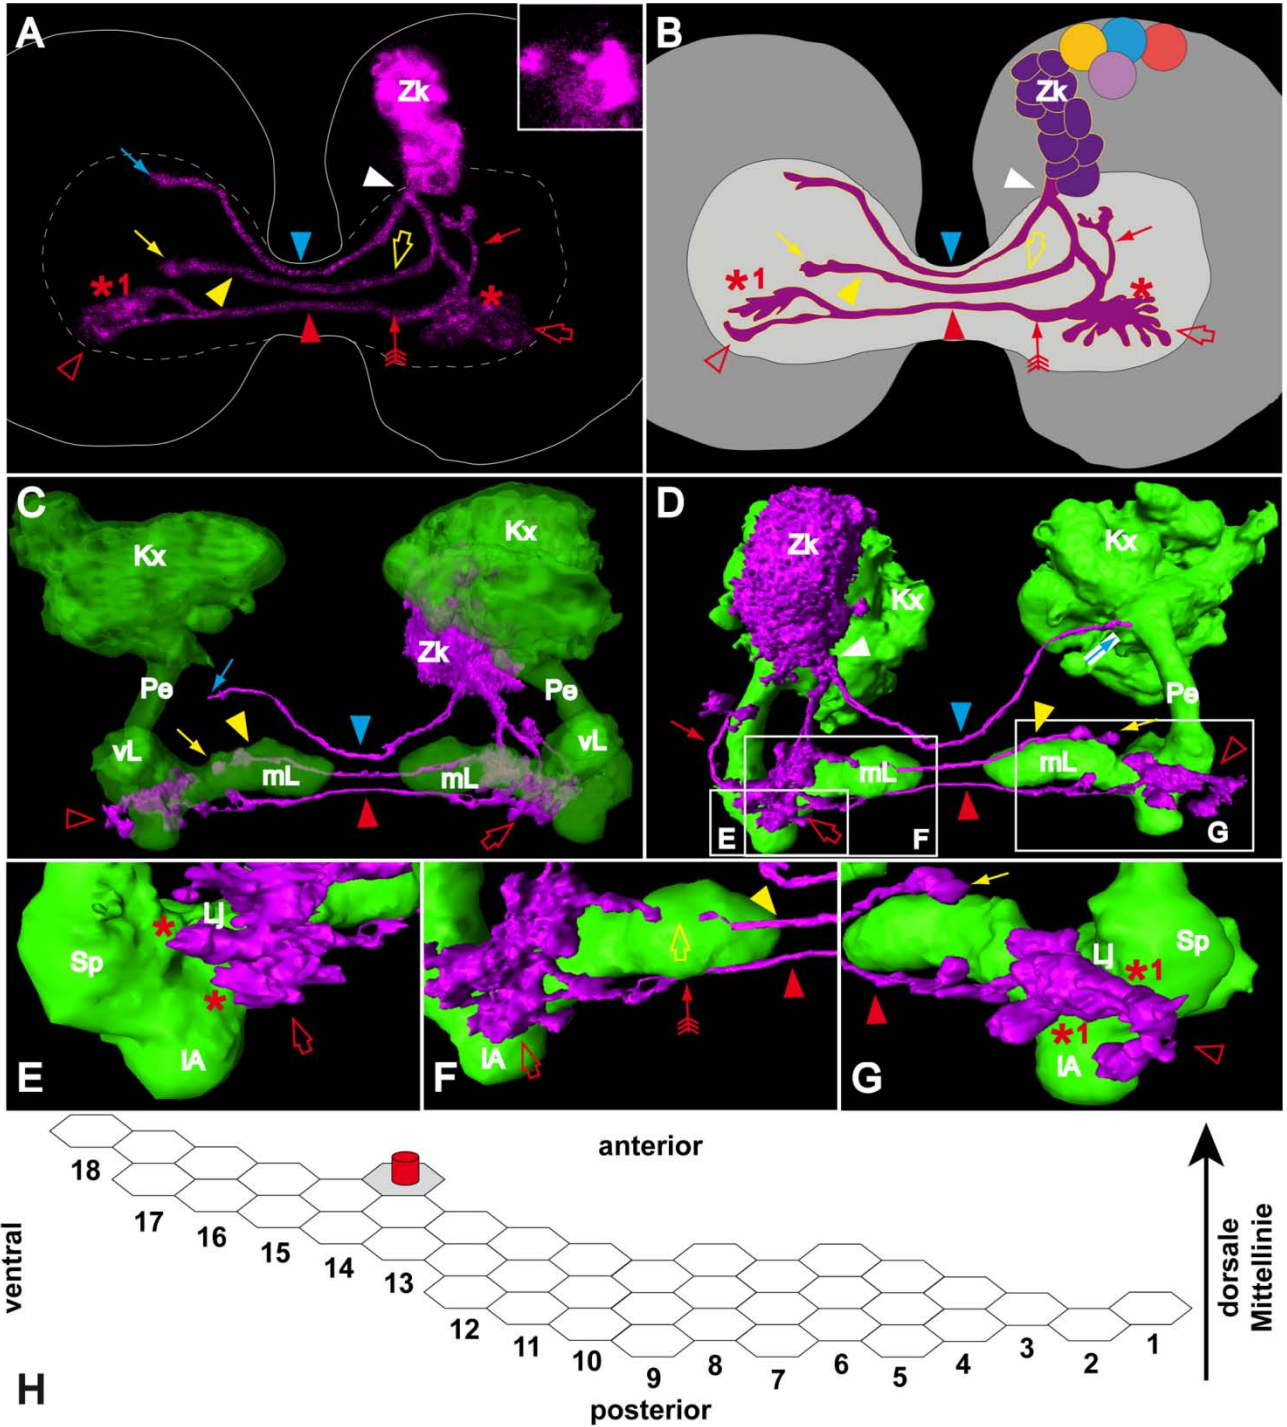 A
Zk
*1
*
B
Zk
*1
*
C
Kx
Kx
Zk
Pe
Pe
vL
vL
mL
mL
D
Zk
Kx
Kx
Pe
mL
mL
E
F
G
LJ
Sp
*
*
lA
E
lA
F
LJ
Sp
*1
*1
lA
G
anterior
18
17
16
15
14
13
12
11
10
9
8
7
6
5
4
3
2
1
ventral
dorsale
Mittellinie
H
posterior